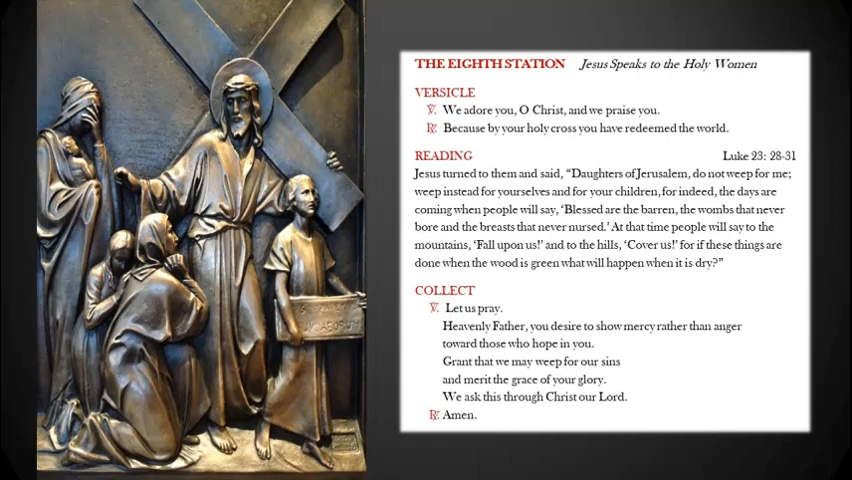 THE EIGHTH STATION Jesus Speaks to the Holy Women
VERSICLE
℣. We adore you, O Christ, and we praise you.
℟. Because by your holy cross you have redeemed the world.
READING Luke 23: 28-31
Jesus turned to them and said, “Daughters of Jerusalem, do not weep for me;
weep instead for yourselves and for your children, for indeed, the days are
coming when people will say, ‘Blessed are the barren, the wombs that never
bore and the breasts that never nursed.’ At that time people will say to the
mountains, ‘Fall upon us!’ and to the hills, ‘Cover us!’ for if these things are
done when the wood is green what will happen when it is dry?”
COLLECT
℣. Let us pray.
Heavenly Father, you desire to show mercy rather than anger
toward those who hope in you.
Grant that we may weep for our sins
and merit the grace of your glory.
We ask this through Christ our Lord.
℟. Amen.